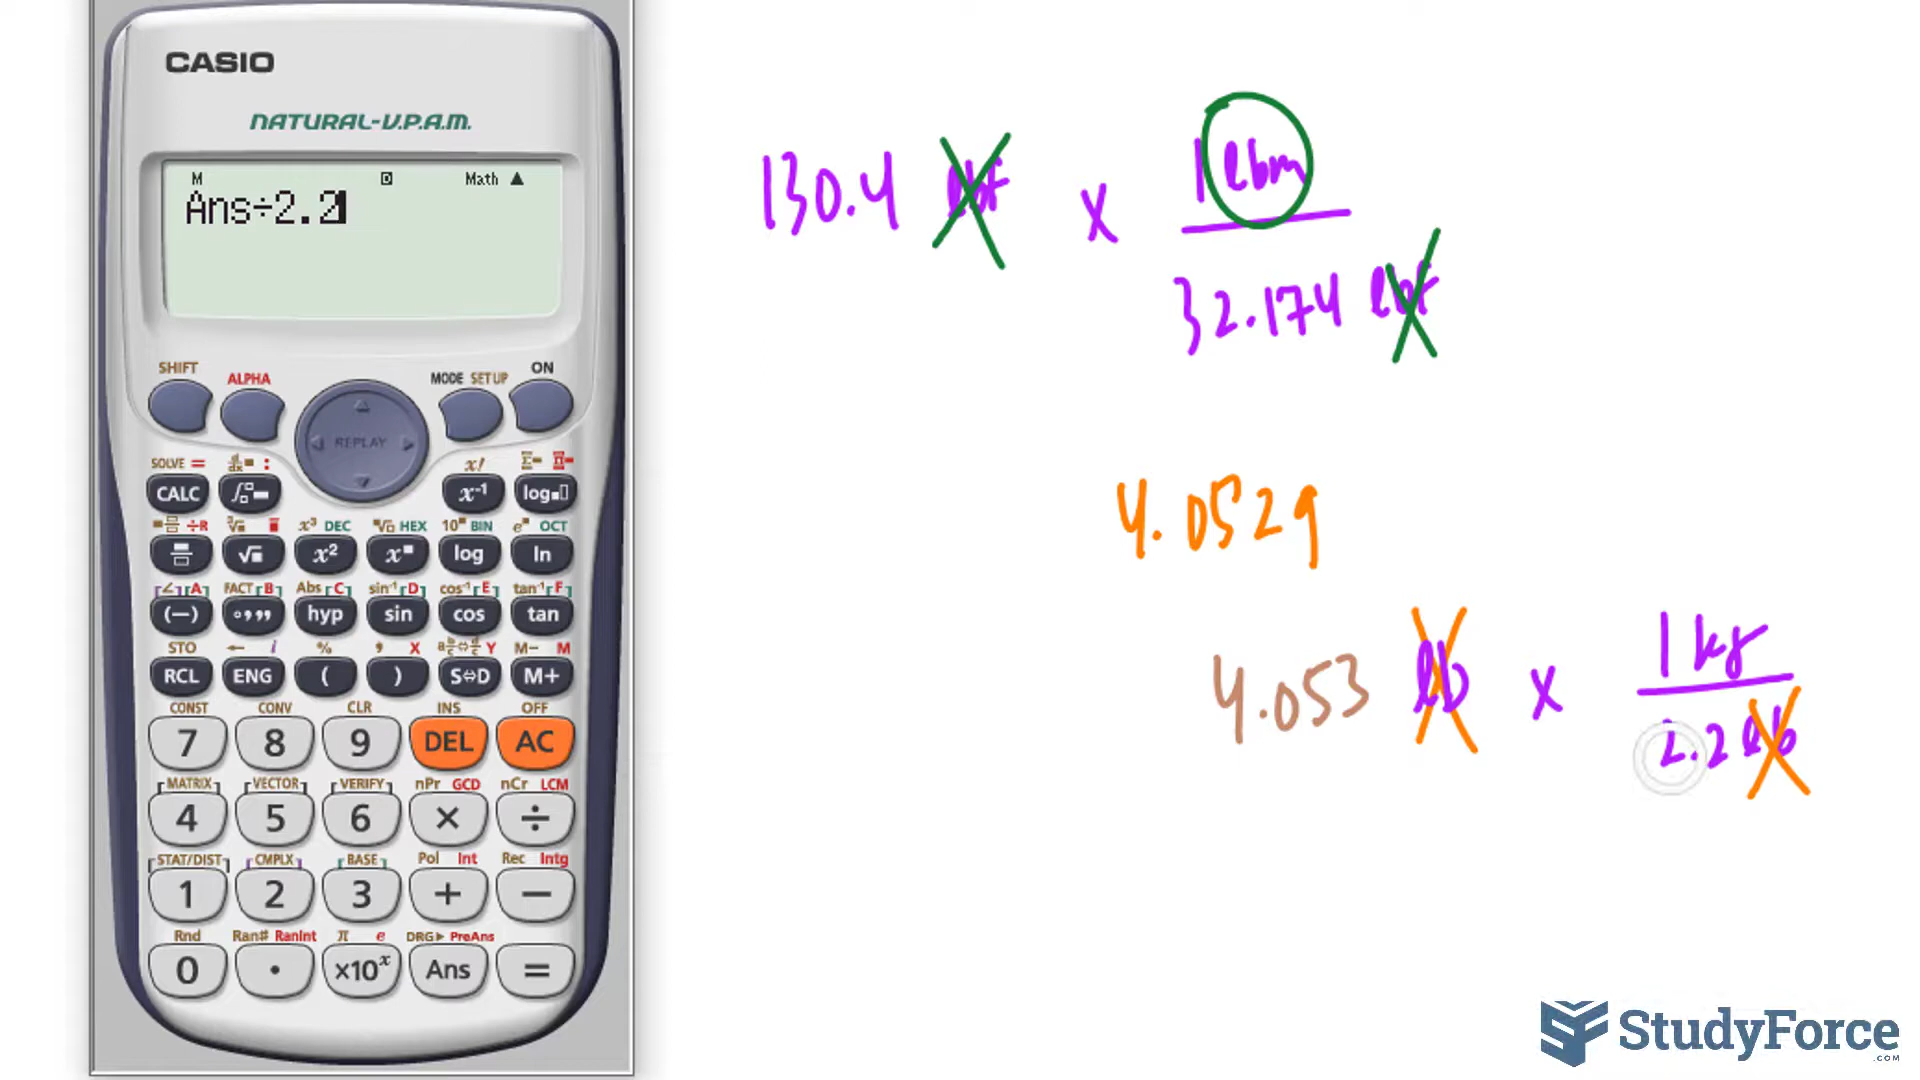 CASIO
NATURAL-V.P.A.M.
M D Math ▲
Ans÷2.2
SHIFT ALPHA MODE SETUP ON
REPLAY
SOLVE = d/dx : x! Σ Π
CALC ∫ x⁻¹ log
÷R x³ DEC HEX 10 BIN e OCT
√ x² x log ln
∠ A FACT B Abs C sin⁻¹ D cos⁻¹ E tan⁻¹ F
(−) °,,, hyp sin cos tan
STO ← i % , X Y M− M
RCL ENG ( ) S⇔D M+
CONST CONV CLR INS OFF
7 8 9 DEL AC
MATRIX VECTOR VERIFY nPr GCD nCr LCM
4 5 6 × ÷
STAT/DIST CMPLX BASE Pol Int Rec Intg
1 2 3 + −
Rnd Ran# RanInt π e DRG▶ PreAns
0 . ×10ˣ Ans =
130.4 lbf x 1 lbm
32.174 lbf
4.0529
4.053 lb x 1 kg
2.2 lb
StudyForce
.COM